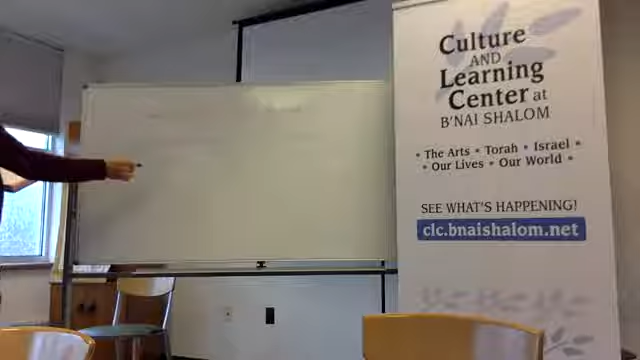 Culture
AND
Learning
Center at
B'NAI SHALOM
• The Arts • Torah • Israel •
• Our Lives • Our World •
SEE WHAT'S HAPPENING!
clc.bnaishalom.net